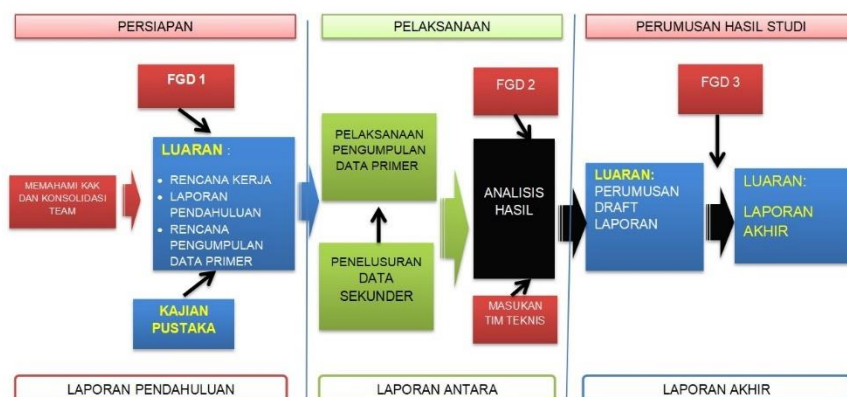 PERSIAPAN
PELAKSANAAN
PERUMUSAN HASIL STUDI
FGD 1
MEMAHAMI KAK
DAN KONSOLIDASI
TEAM
LUARAN :
• RENCANA KERJA
• LAPORAN
PENDAHULUAN
• RENCANA
PENGUMPULAN
DATA PRIMER
KAJIAN
PUSTAKA
PELAKSANAAN
PENGUMPULAN
DATA PRIMER
PENELUSURAN
DATA
SEKUNDER
FGD 2
ANALISIS
HASIL
MASUKAN
TIM TEKNIS
FGD 3
LUARAN:
PERUMUSAN
DRAFT
LAPORAN
LUARAN:
LAPORAN
AKHIR
LAPORAN PENDAHULUAN
LAPORAN ANTARA
LAPORAN AKHIR